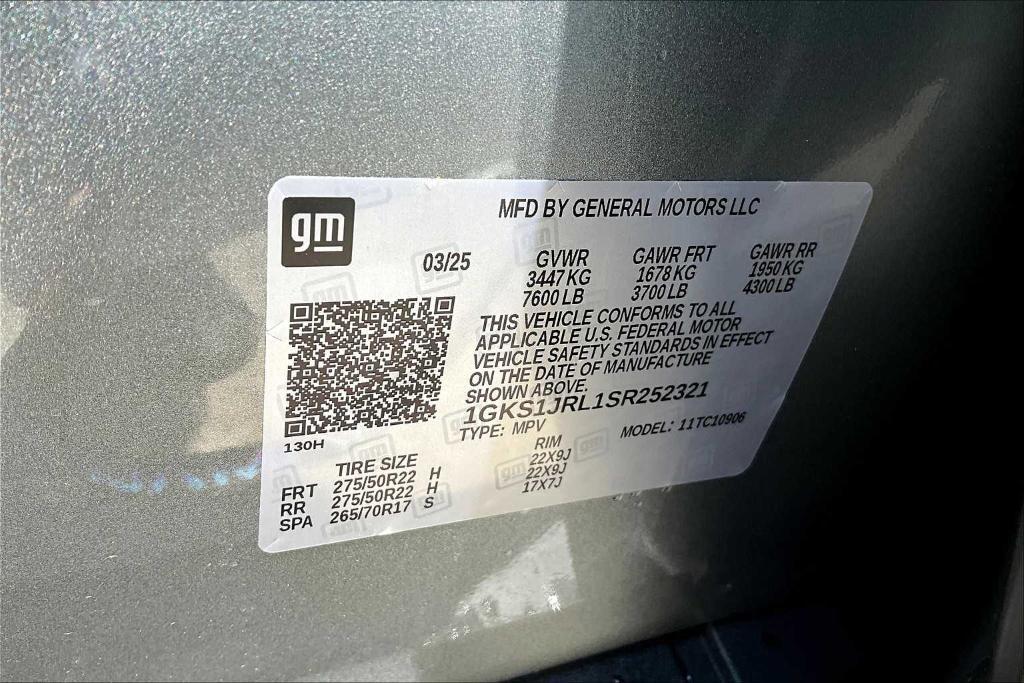 gm
MFD BY GENERAL MOTORS LLC
03/25
GVWR GAWR FRT GAWR RR
3447 KG 1678 KG 1950 KG
7600 LB 3700 LB 4300 LB
THIS VEHICLE CONFORMS TO ALL
APPLICABLE U.S. FEDERAL MOTOR
VEHICLE SAFETY STANDARDS IN EFFECT
ON THE DATE OF MANUFACTURE
SHOWN ABOVE.
1GKS1JRL1SR252321
TYPE: MPV MODEL: 11TC10906
130H
TIRE SIZE RIM
FRT 275/50R22 H 22X9J
RR 275/50R22 H 22X9J
SPA 265/70R17 S 17X7J